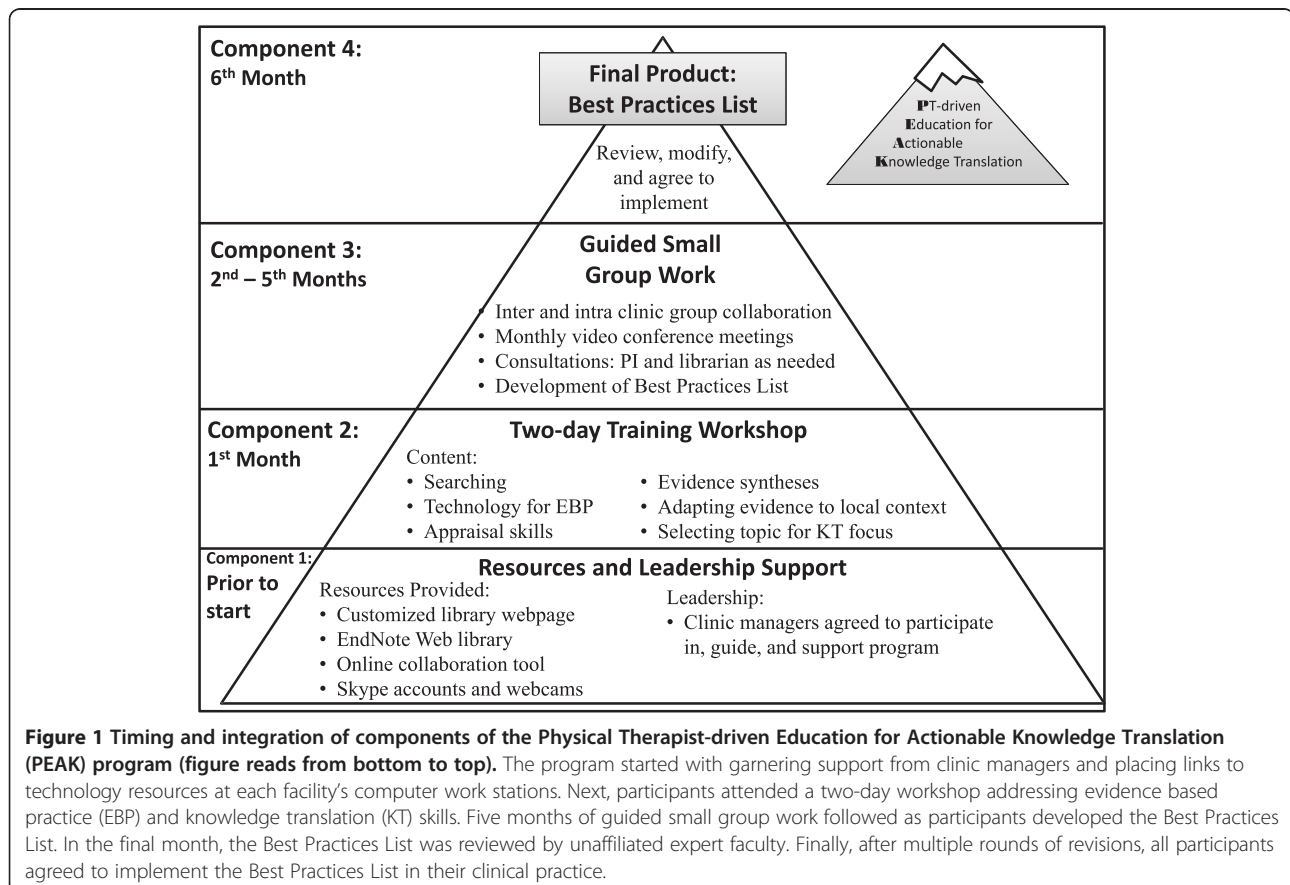 Component 4:
6th Month
Final Product:
Best Practices List
Review, modify,
and agree to
implement
PT-driven
Education for
Actionable
Knowledge Translation
Component 3:
2nd – 5th Months
Guided Small
Group Work
• Inter and intra clinic group collaboration
• Monthly video conference meetings
• Consultations: PI and librarian as needed
• Development of Best Practices List
Component 2:
1st Month
Two-day Training Workshop
Content:
• Searching
• Technology for EBP
• Appraisal skills
• Evidence syntheses
• Adapting evidence to local context
• Selecting topic for KT focus
Component 1:
Prior to
start
Resources and Leadership Support
Resources Provided:
• Customized library webpage
• EndNote Web library
• Online collaboration tool
• Skype accounts and webcams
Leadership:
• Clinic managers agreed to participate
in, guide, and support program
Figure 1 Timing and integration of components of the Physical Therapist-driven Education for Actionable Knowledge Translation
(PEAK) program (figure reads from bottom to top). The program started with garnering support from clinic managers and placing links to
technology resources at each facility's computer work stations. Next, participants attended a two-day workshop addressing evidence based
practice (EBP) and knowledge translation (KT) skills. Five months of guided small group work followed as participants developed the Best Practices
List. In the final month, the Best Practices List was reviewed by unaffiliated expert faculty. Finally, after multiple rounds of revisions, all participants
agreed to implement the Best Practices List in their clinical practice.